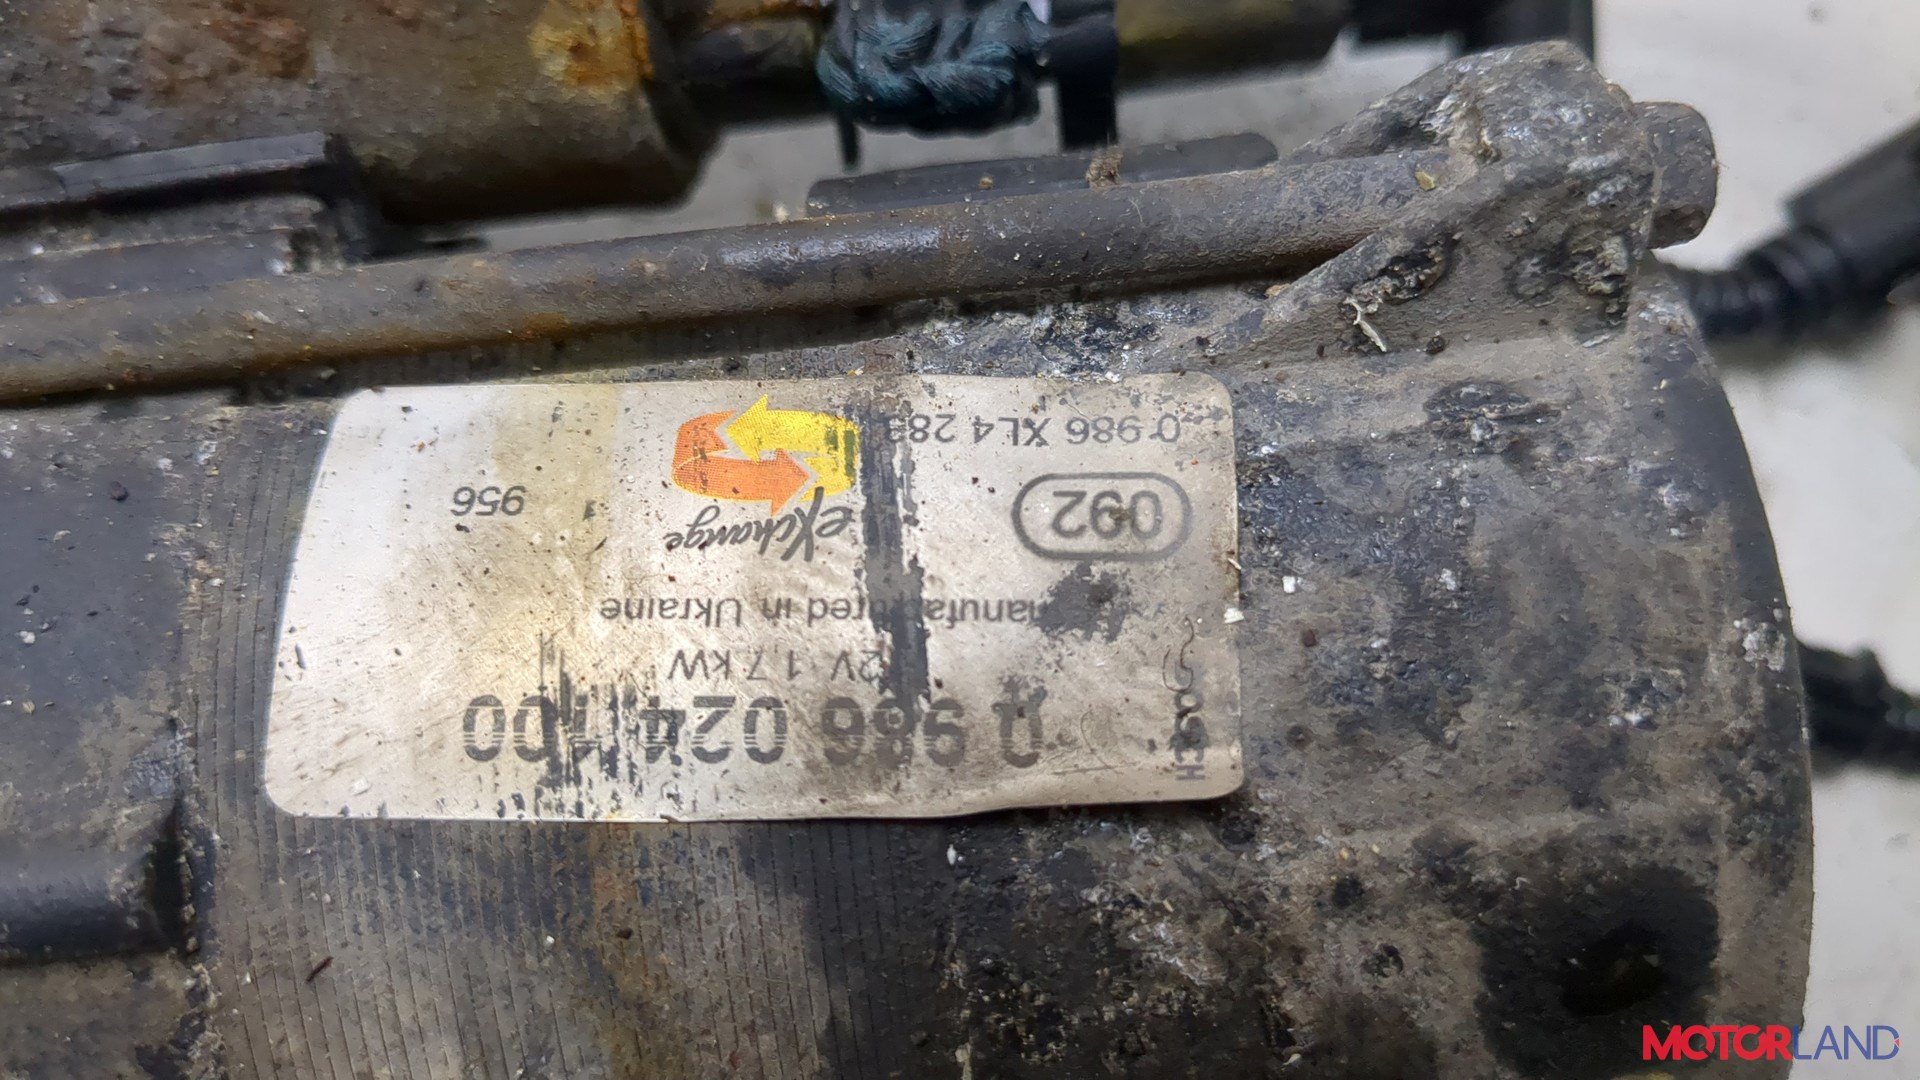 BOSCH
0 986 024 100
12V 1,7 kW
manufactured in Ukraine
092
eXchange
956
0 986 XL4 283
MOTORLAND